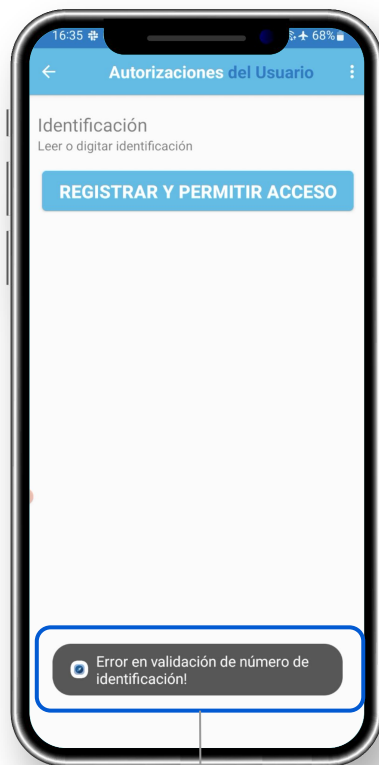 16:35 68%
Autorizaciones del Usuario
Identificación
Leer o digitar identificación
REGISTRAR Y PERMITIR ACCESO
Error en validación de número de
identificación!